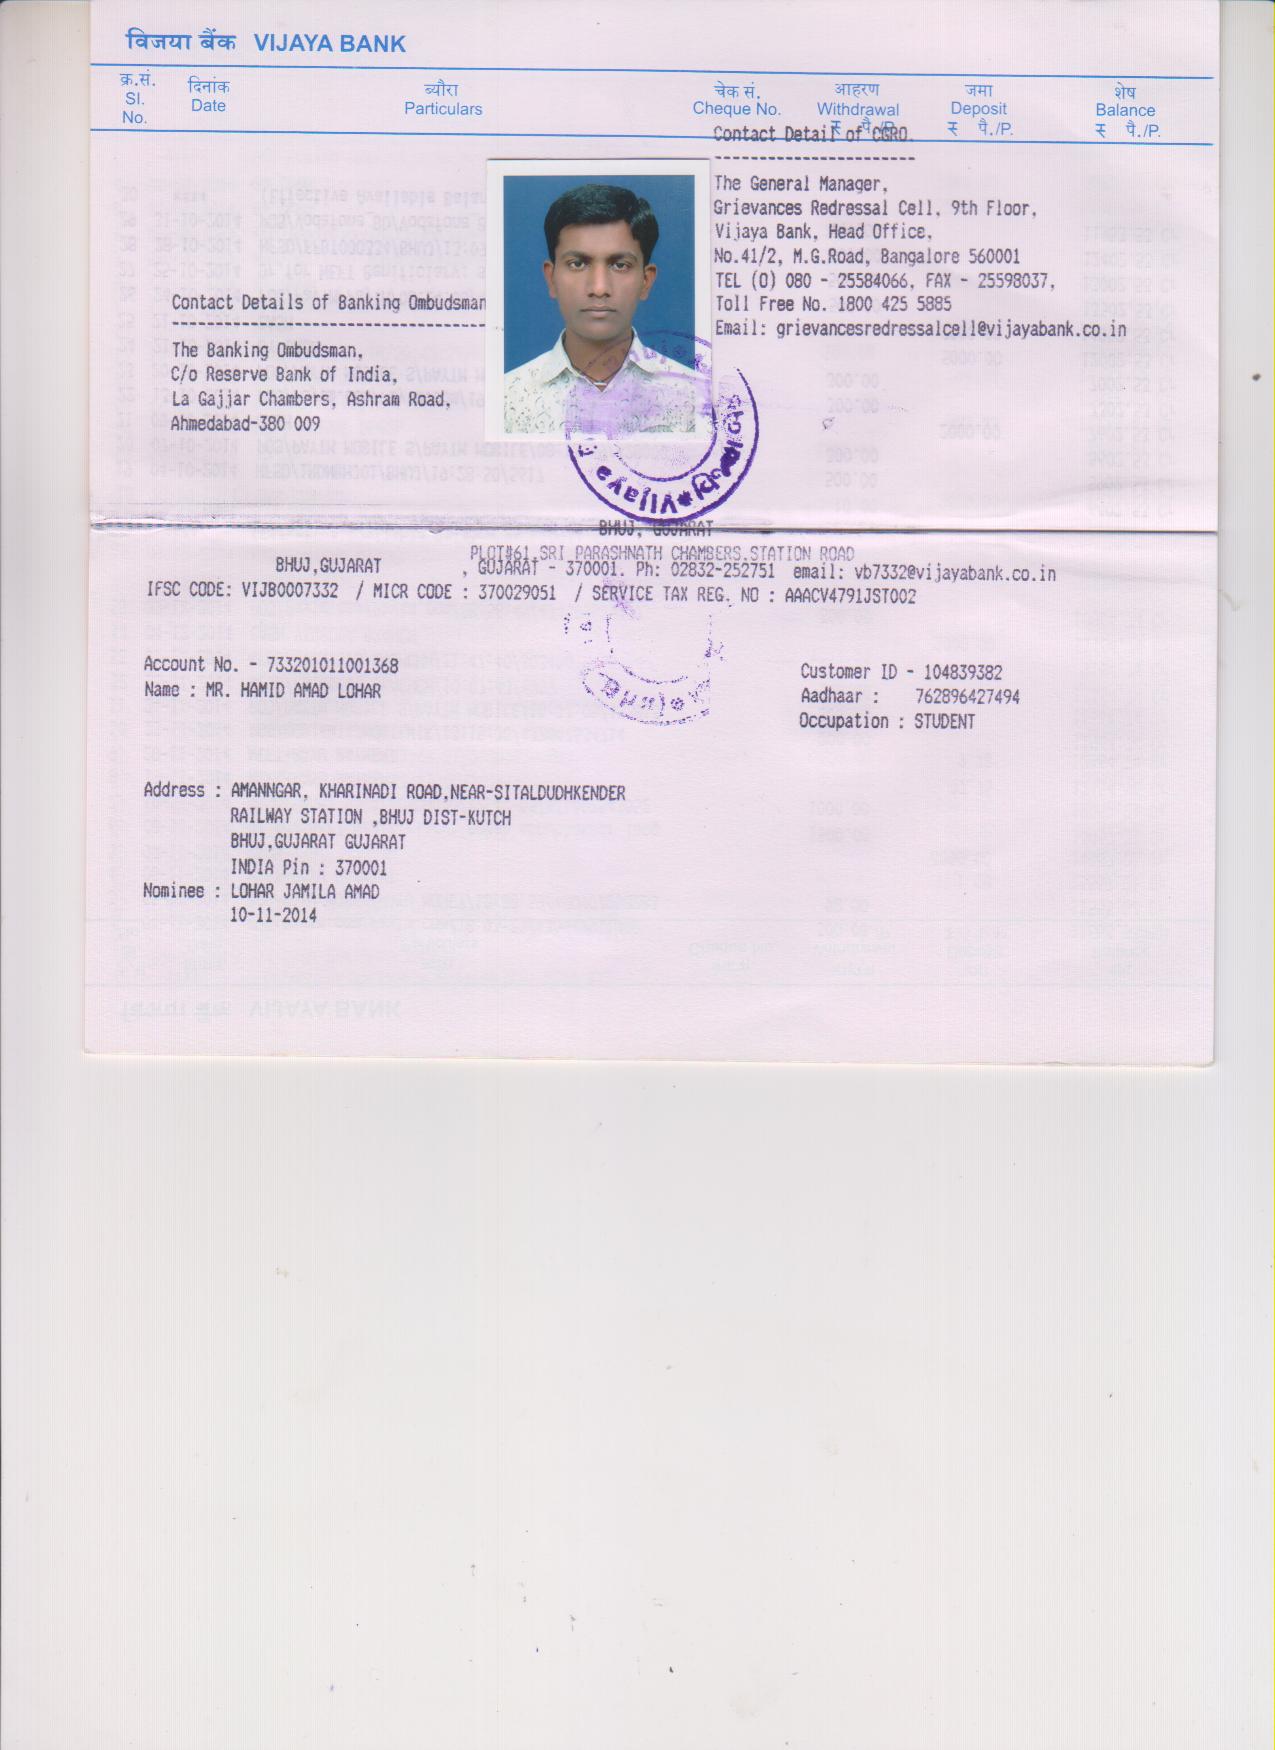 विजया बैंक VIJAYA BANK
क्र.सं. दिनांक ब्यौरा चेक सं. आहरण जमा शेष
Sl. No. Date Particulars Cheque No. Withdrawal Deposit Balance
₹ पै./P. ₹ पै./P. ₹ पै./P.
Contact Detail of CGRO.
The General Manager,
Grievances Redressal Cell, 9th Floor,
Vijaya Bank, Head Office,
No.41/2, M.G.Road, Bangalore 560001
TEL (O) 080 - 25584066, FAX - 25598037,
Toll Free No. 1800 425 5885
Email: grievancesredressalcell@vijayabank.co.in
Contact Details of Banking Ombudsman
The Banking Ombudsman,
C/o Reserve Bank of India,
La Gajjar Chambers, Ashram Road,
Ahmedabad-380 009
Vijaya
BHUJ, GUJARAT
PLOT#61,SRI PARASHNATH CHAMBERS,STATION ROAD
BHUJ,GUJARAT , GUJARAT - 370001. Ph: 02832-252751 email: vb7332@vijayabank.co.in
IFSC CODE: VIJB0007332 / MICR CODE : 370029051 / SERVICE TAX REG. NO : AAACV4791JST002
Account No. - 733201011001368
Name : MR. HAMID AMAD LOHAR
Customer ID - 104839382
Aadhaar : 762896427494
Occupation : STUDENT
Address : AMANNGAR, KHARINADI ROAD,NEAR-SITALDUDHKENDER
RAILWAY STATION ,BHUJ DIST-KUTCH
BHUJ,GUJARAT GUJARAT
INDIA Pin : 370001
Nominee : LOHAR JAMILA AMAD
10-11-2014